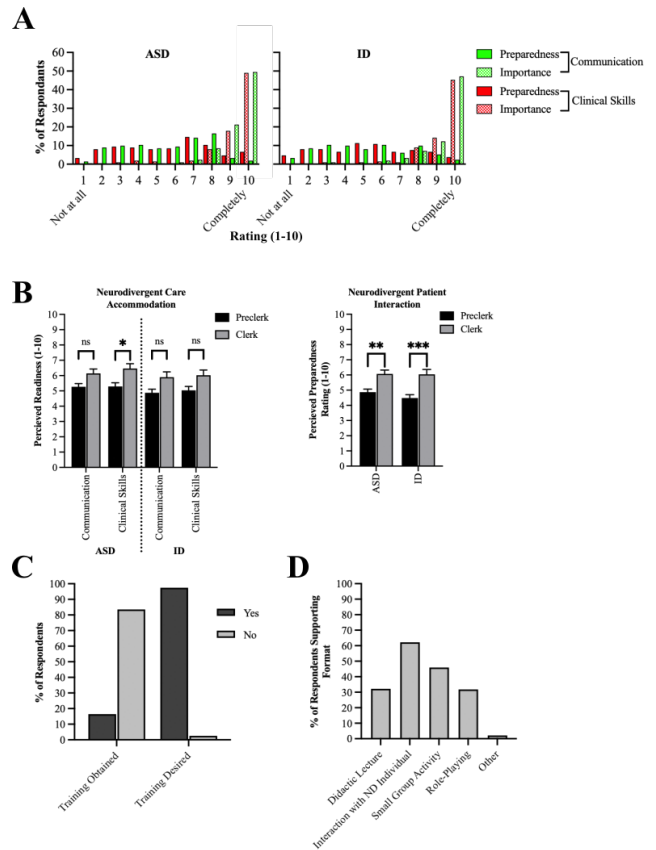 A
ASD
ID
Preparedness
Importance
Communication
Preparedness
Importance
Clinical Skills
% of Respondants
60
50
40
30
20
10
0
1 2 3 4 5 6 7 8 9 10
1 2 3 4 5 6 7 8 9 10
Not at all
Completely
Not at all
Completely
Rating (1-10)
B
Neurodivergent Care
Accommodation
Preclerk
Clerk
Percieved Readiness (1-10)
10
9
8
7
6
5
4
3
2
1
0
ns
*
ns
ns
Communication
Clinical Skills
Communication
Clinical Skills
ASD
ID
Neurodivergent Patient
Interaction
Preclerk
Clerk
Percieved Preparedness
Rating (1-10)
10
9
8
7
6
5
4
3
2
1
0
**
***
ASD
ID
C
% of Respondents
100
90
80
70
60
50
40
30
20
10
0
Yes
No
Training Obtained
Training Desired
D
% of Respondents Supporting
Format
100
90
80
70
60
50
40
30
20
10
0
Didactic Lecture
Interaction with ND Individual
Small Group Activity
Role-Playing
Other